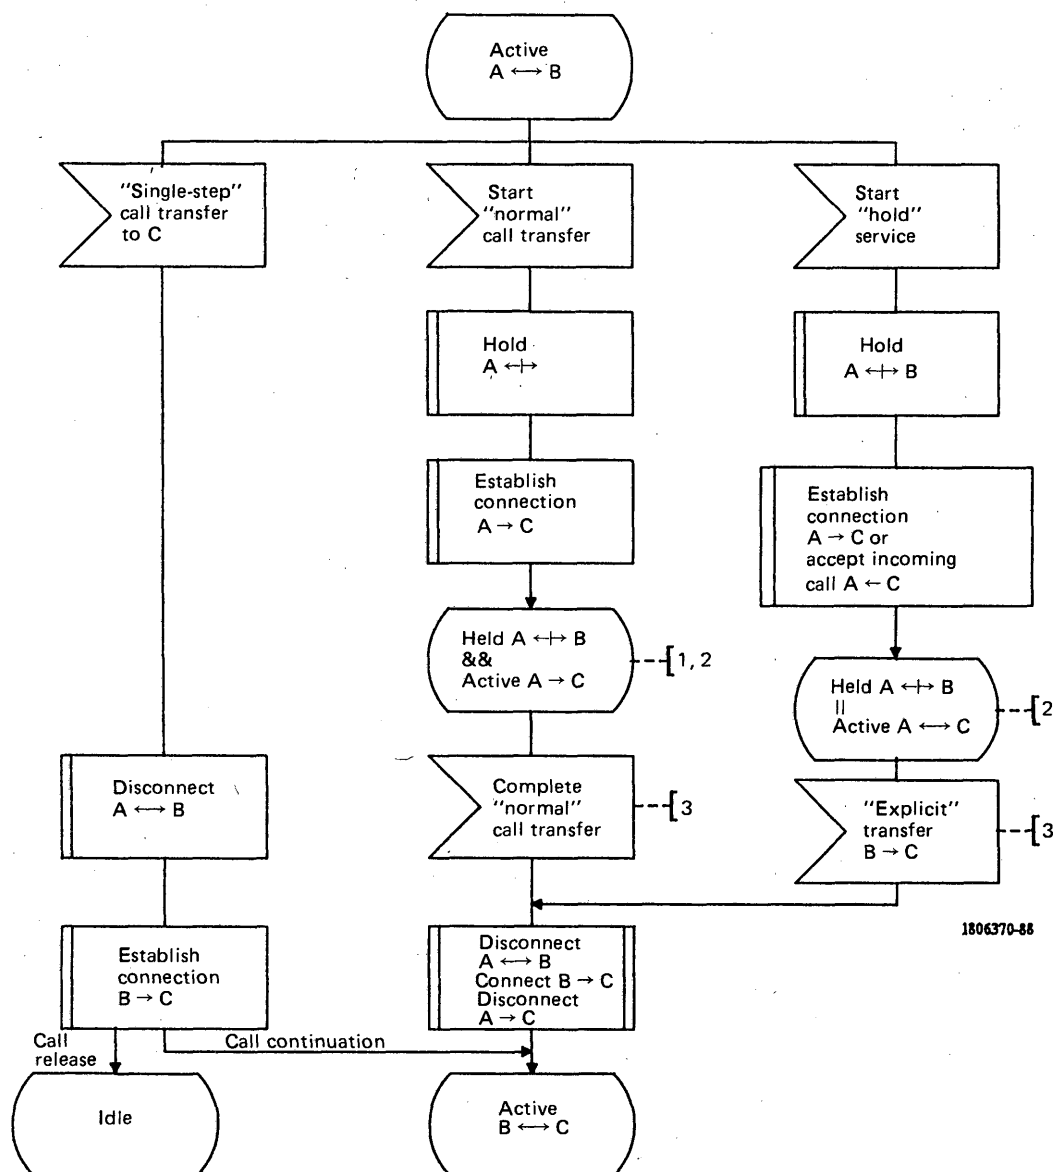 Active
A ←→ B
"Single-step"
call transfer
to C
Start
"normal"
call transfer
Start
"hold"
service
Hold
A ←+→
Hold
A ←+→ B
Establish
connection
A → C
Establish
connection
A → C or
accept incoming
call A ← C
Held A ←+→ B
&&
Active A → C
1, 2
Held A ←+→ B
||
Active A ←→ C
2
Disconnect
A ←→ B
Complete
"normal"
call transfer
3
"Explicit"
transfer
B → C
3
1806370-88
Establish
connection
B → C
Disconnect
A ←→ B
Connect B → C
Disconnect
A → C
Call
release
Call continuation
Idle
Active
B ←→ C